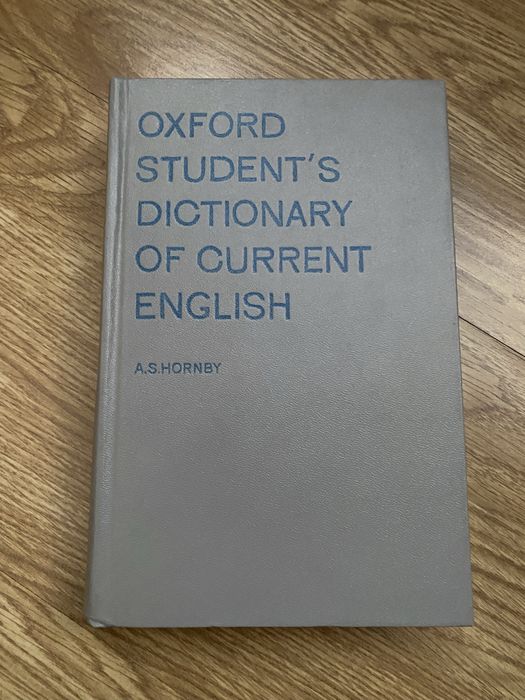 OXFORD
STUDENT'S
DICTIONARY
OF CURRENT
ENGLISH
A.S.HORNBY